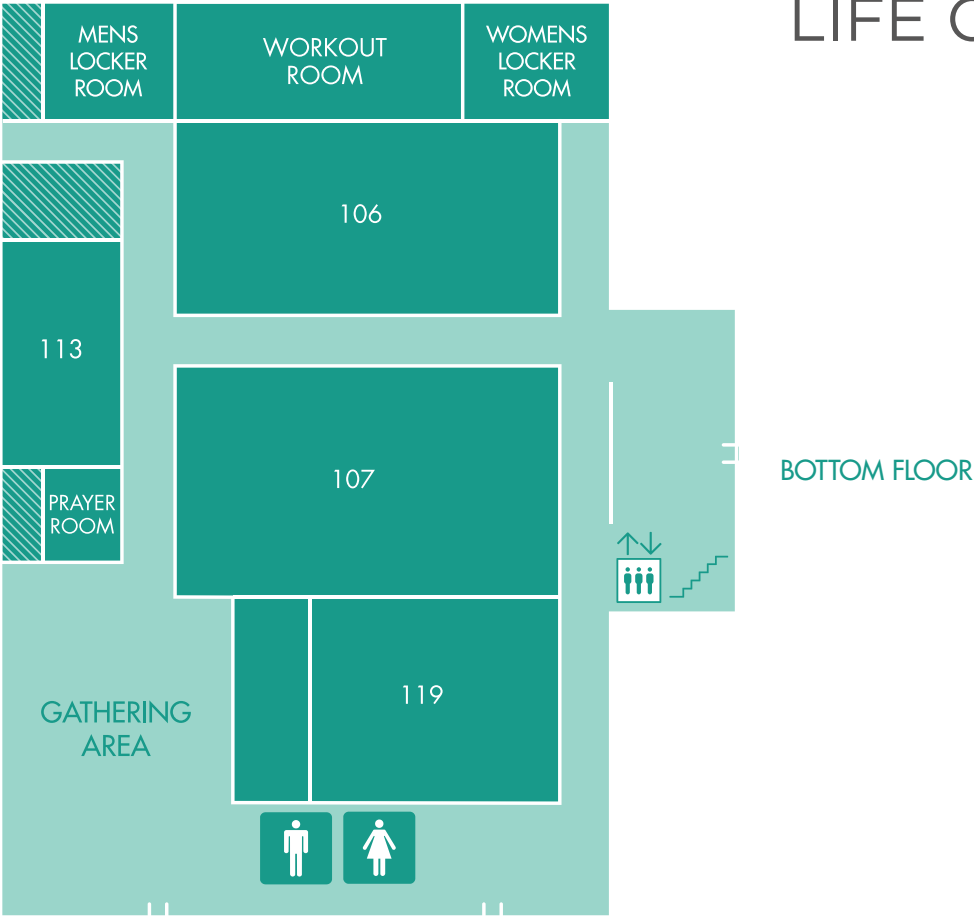 LIFE C
MENS
LOCKER
ROOM
WORKOUT
ROOM
WOMENS
LOCKER
ROOM
106
113
107
BOTTOM FLOOR
PRAYER
ROOM
119
GATHERING
AREA